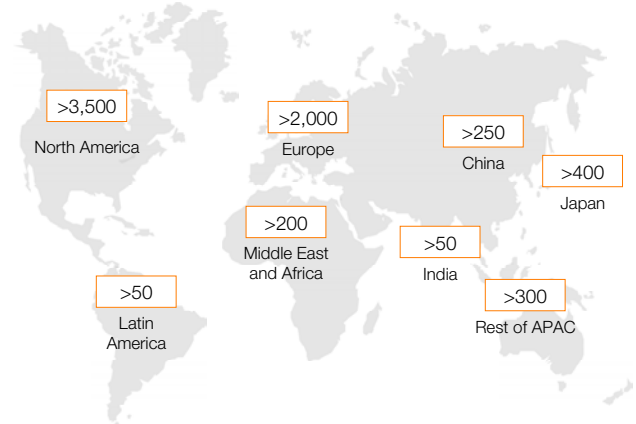 >3,500
North America
>2,000
Europe
>250
China
>400
Japan
>200
Middle East
and Africa
>50
India
>50
Latin
America
>300
Rest of APAC